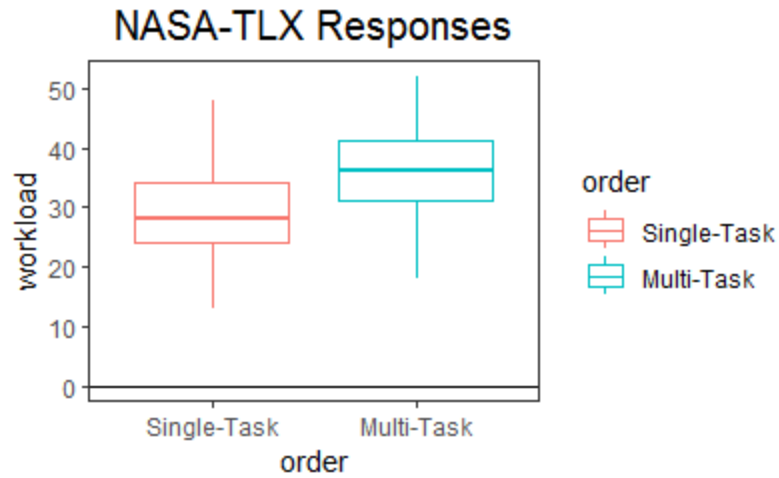 NASA-TLX Responses
workload
50
40
30
20
10
0
Single-Task Multi-Task
order
order
Single-Task
Multi-Task